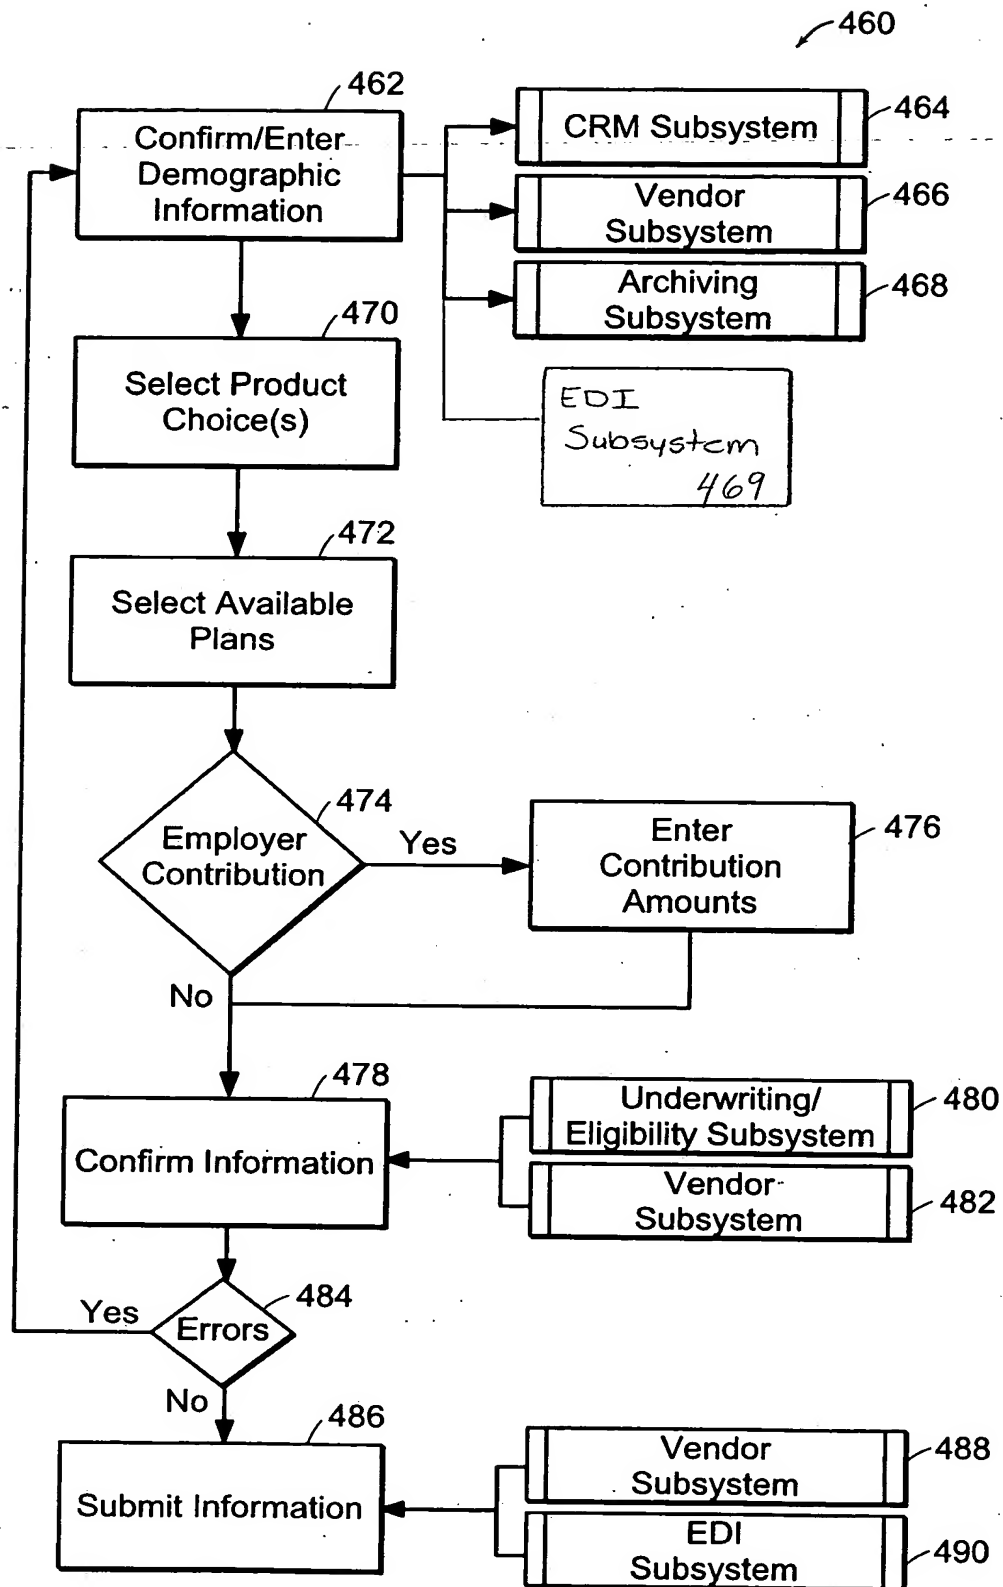 460
462
Confirm/Enter
Demographic
Information
CRM Subsystem
464
Vendor
Subsystem
466
Archiving
Subsystem
468
EDI
Subsystem
469
470
Select Product
Choice(s)
472
Select Available
Plans
474
Employer
Contribution
Yes
Enter
Contribution
Amounts
476
No
478
Confirm Information
Underwriting/
Eligibility Subsystem
480
Vendor
Subsystem
482
484
Errors
Yes
No
486
Submit Information
Vendor
Subsystem
488
EDI
Subsystem
490